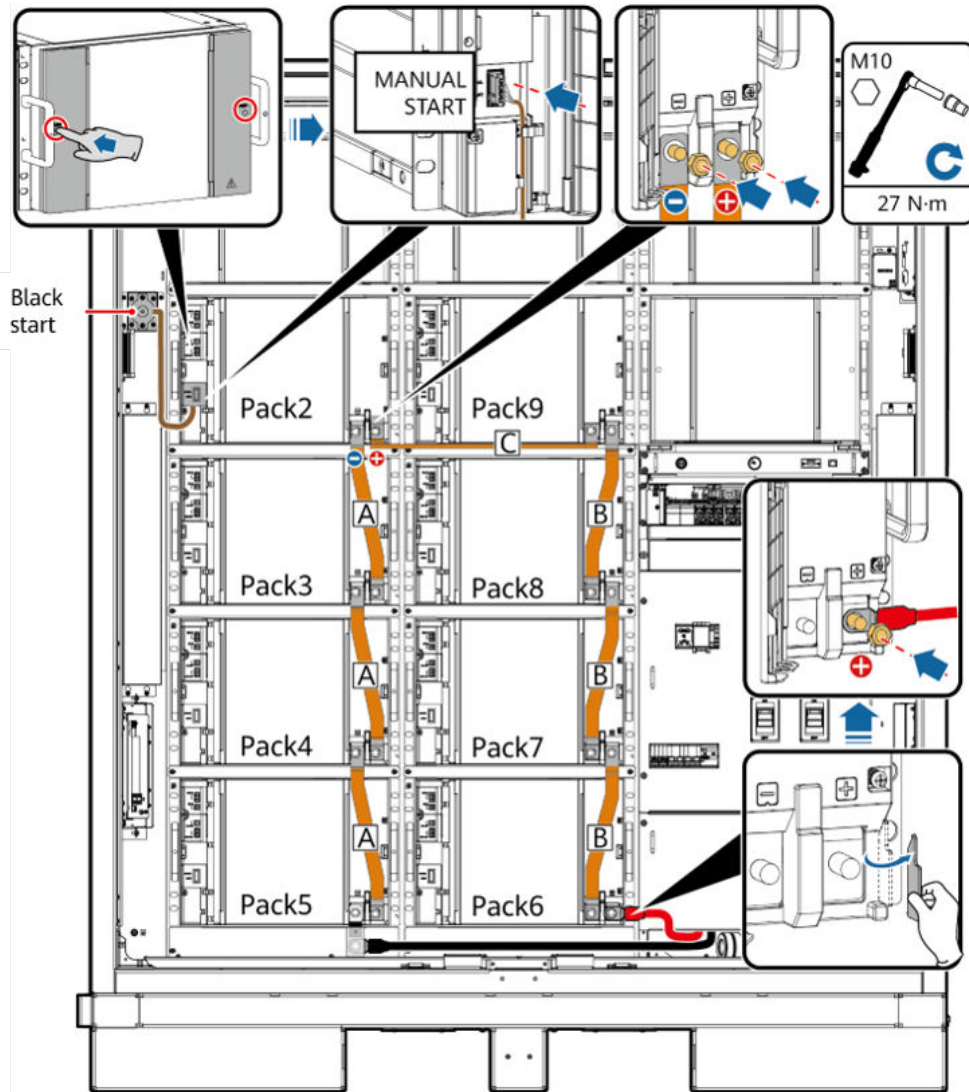 MANUAL
START
M10
27 N·m
Black
start
Pack2
Pack9
C
A
B
Pack3
Pack8
A
B
Pack4
Pack7
A
B
Pack5
Pack6